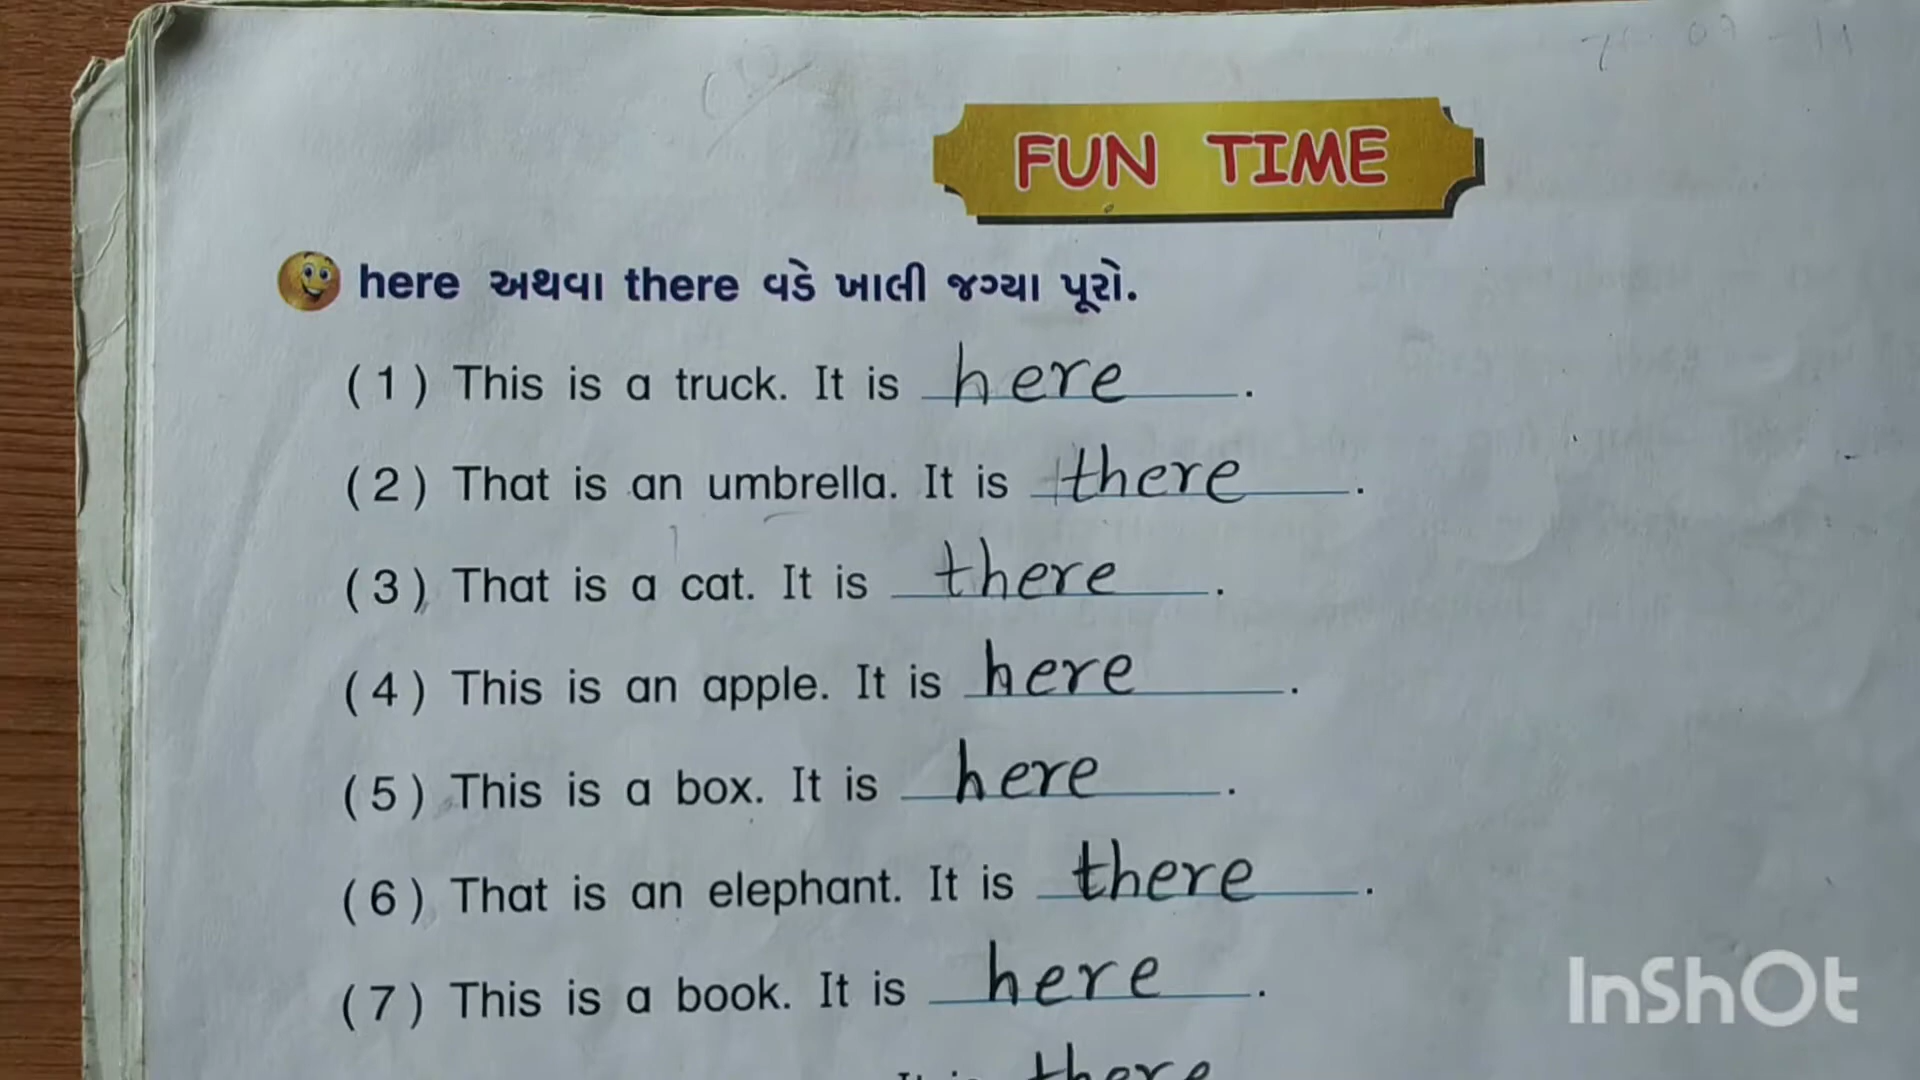 FUN TIME
here અથવા there વડે ખાલી જગ્યા પૂરો.
(1) This is a truck. It is here.
(2) That is an umbrella. It is there.
(3) That is a cat. It is there.
(4) This is an apple. It is here.
(5) This is a box. It is here.
(6) That is an elephant. It is there.
(7) This is a book. It is here.
there
InShOt